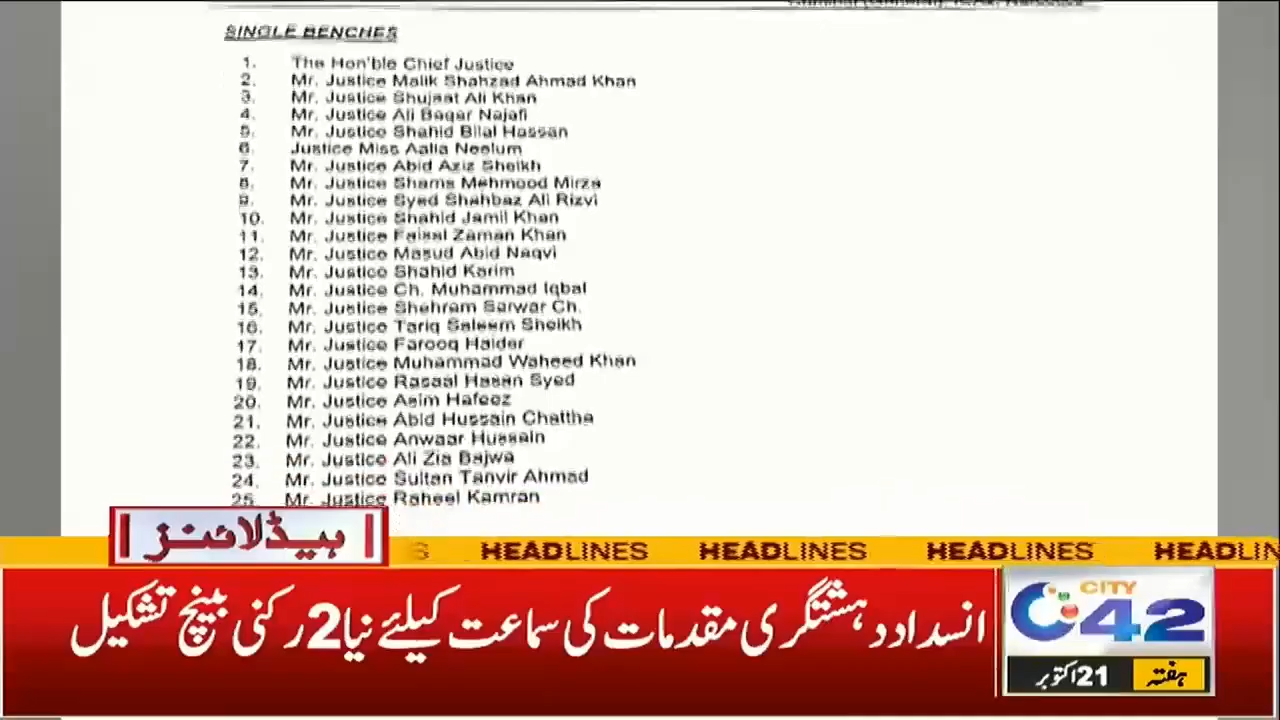 SINGLE BENCHES
1. The Hon'ble Chief Justice
2. Mr. Justice Malik Shahzad Ahmad Khan
3. Mr. Justice Shujaat Ali Khan
4. Mr. Justice Ali Baqar Najafi
5. Mr. Justice Shahid Bilal Hassan
6. Justice Miss Aalia Neelum
7. Mr. Justice Abid Aziz Sheikh
8. Mr. Justice Shams Mehmood Mirza
9. Mr. Justice Syed Shahbaz Ali Rizvi
10. Mr. Justice Shahid Jamil Khan
11. Mr. Justice Faisal Zaman Khan
12. Mr. Justice Masud Abid Naqvi
13. Mr. Justice Shahid Karim
14. Mr. Justice Ch. Muhammad Iqbal
15. Mr. Justice Shehram Sarwar Ch.
16. Mr. Justice Tariq Saleem Sheikh
17. Mr. Justice Farooq Haider
18. Mr. Justice Muhammad Waheed Khan
19. Mr. Justice Rasaal Hasan Syed
20. Mr. Justice Asim Hafeez
21. Mr. Justice Abid Hussain Chattha
22. Mr. Justice Anwaar Hussain
23. Mr. Justice Ali Zia Bajwa
24. Mr. Justice Sultan Tanvir Ahmad
25. Mr. Justice Raheel Kamran
ہیڈلائنز
S HEADLINES HEADLINES HEADLINES HEADLIN
انسداد دہشتگری مقدمات کی سماعت کیلئے نیا 2 رکنی بینچ تشکیل
CITY
42
ہفتہ 21 اکتوبر